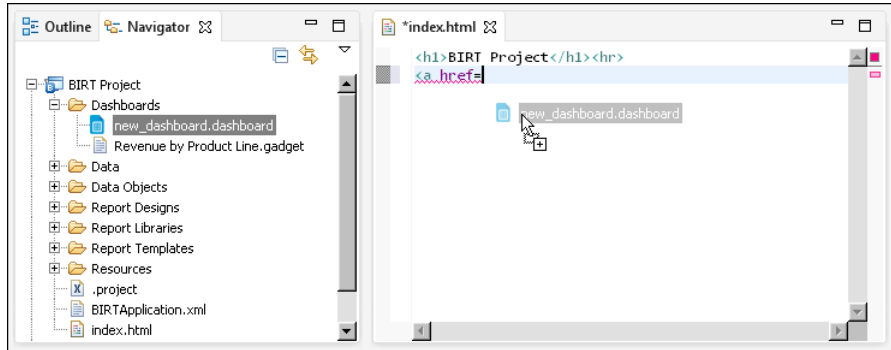 Outline
Navigator
BIRT Project
Dashboards
new_dashboard.dashboard
Revenue by Product Line.gadget
Data
Data Objects
Report Designs
Report Libraries
Report Templates
Resources
.project
BIRTApplication.xml
index.html
*index.html
<h1>BIRT Project</h1><hr>
<a href=
new_dashboard.dashboard